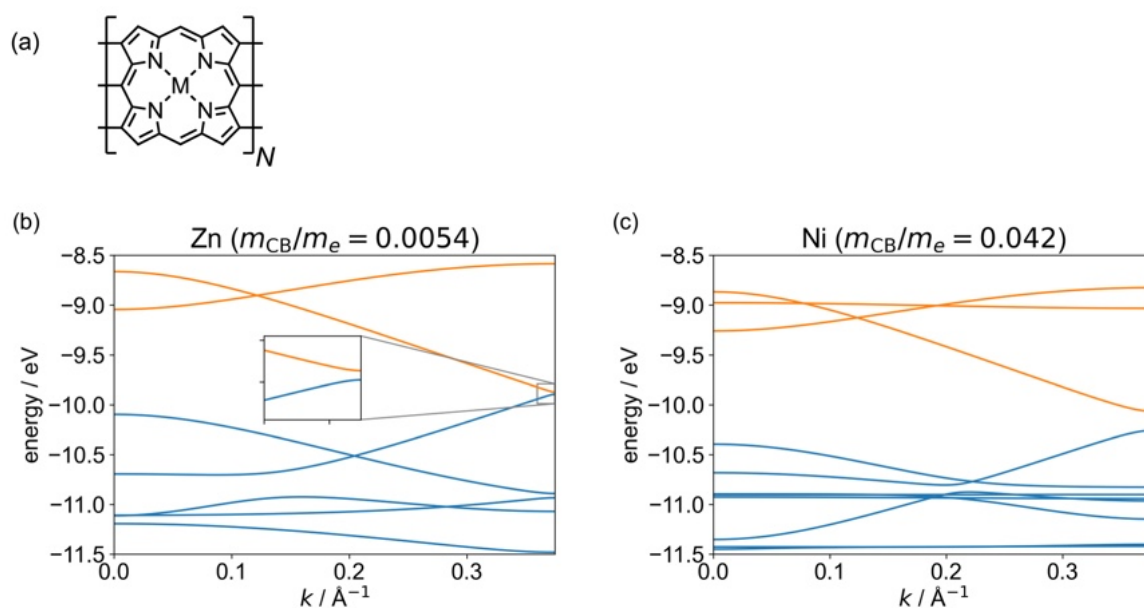 (a)
N N
M
N N
N
(b)
Zn (m_CB/m_e = 0.0054)
−8.5
−9.0
−9.5
−10.0
−10.5
−11.0
−11.5
energy / eV
0.0 0.1 0.2 0.3
k / Å⁻¹
(c)
Ni (m_CB/m_e = 0.042)
−8.5
−9.0
−9.5
−10.0
−10.5
−11.0
−11.5
energy / eV
0.0 0.1 0.2 0.3
k / Å⁻¹